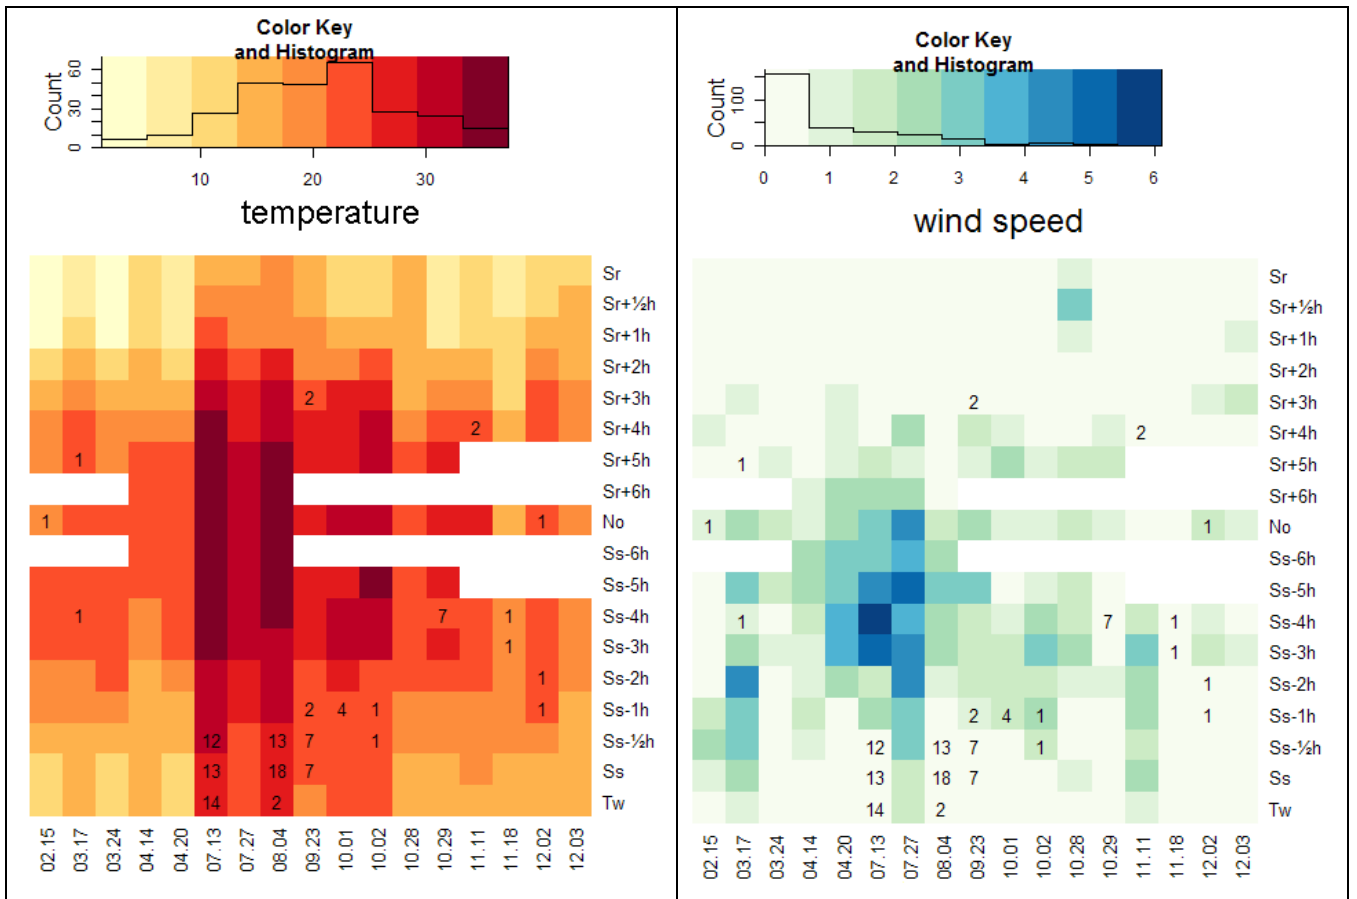 Color Key
and Histogram
Count
0 30 60
10 20 30
temperature
Sr
Sr+½h
Sr+1h
Sr+2h
2 Sr+3h
2 Sr+4h
1 Sr+5h
Sr+6h
1 1 No
Ss-6h
Ss-5h
1 7 1 Ss-4h
1 Ss-3h
1 Ss-2h
2 4 1 1 Ss-1h
12 13 7 1 Ss-½h
13 18 7 Ss
14 2 Tw
02.15 03.17 03.24 04.14 04.20 07.13 07.27 08.04 09.23 10.01 10.02 10.28 10.29 11.11 11.18 12.02 12.03
Color Key
and Histogram
Count
0 100
0 1 2 3 4 5 6
wind speed
Sr
Sr+½h
Sr+1h
Sr+2h
2 Sr+3h
2 Sr+4h
1 Sr+5h
Sr+6h
1 1 No
Ss-6h
Ss-5h
1 7 1 Ss-4h
1 Ss-3h
1 Ss-2h
2 4 1 1 Ss-1h
12 13 7 1 Ss-½h
13 18 7 Ss
14 2 Tw
02.15 03.17 03.24 04.14 04.20 07.13 07.27 08.04 09.23 10.01 10.02 10.28 10.29 11.11 11.18 12.02 12.03